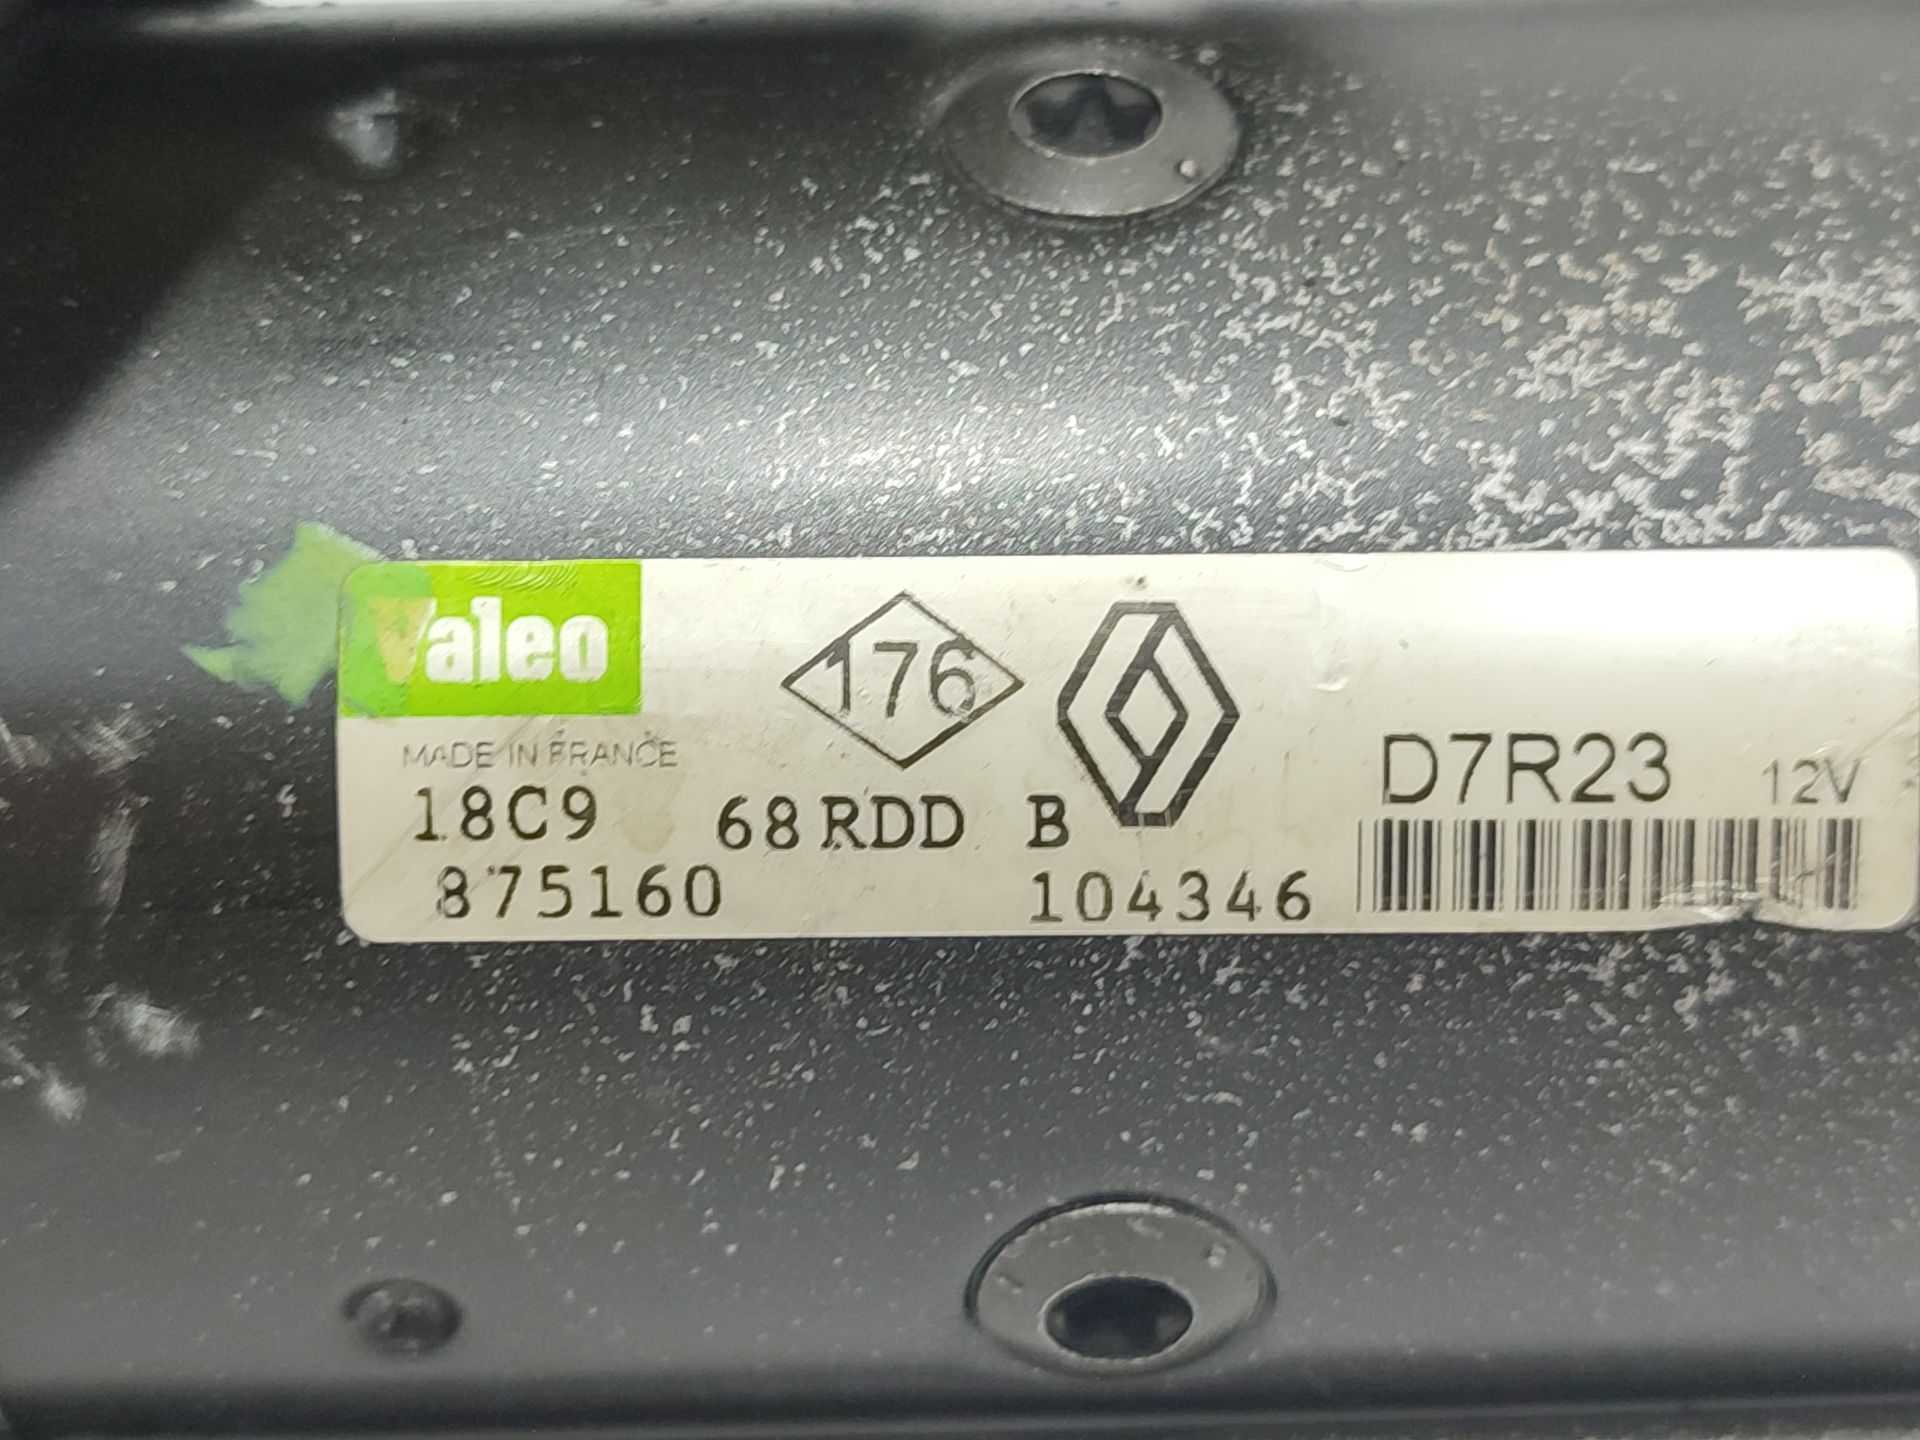 Valeo
176
MADE IN FRANCE
D7R23 12V
18C9 68 RDD B
875160 104346